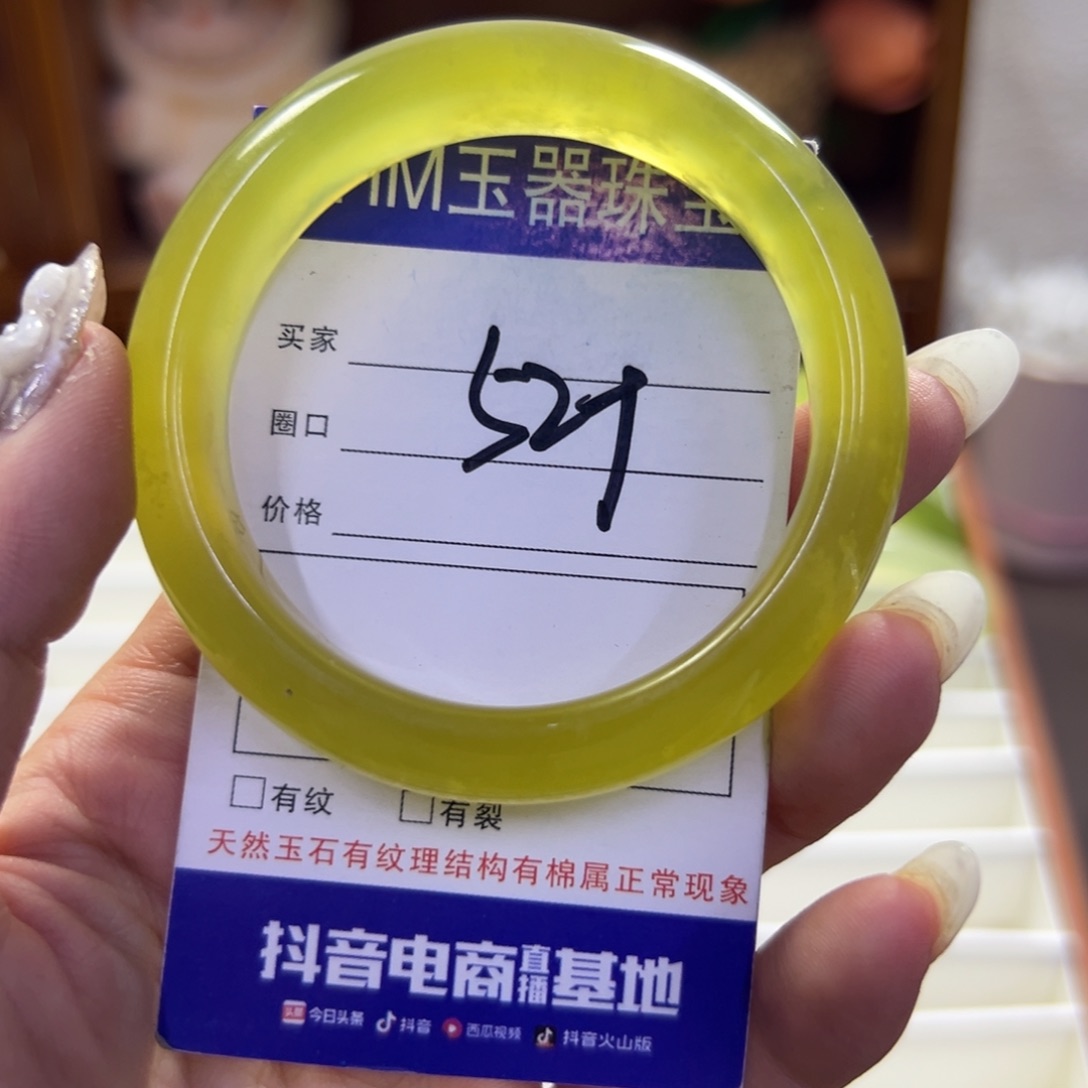 M玉器珠宝
买家
圈口
价格
有纹 有裂
天然玉石有纹理结构有棉属正常现象
抖音电商直播基地
头条 今日头条 抖音 西瓜视频 抖音火山版